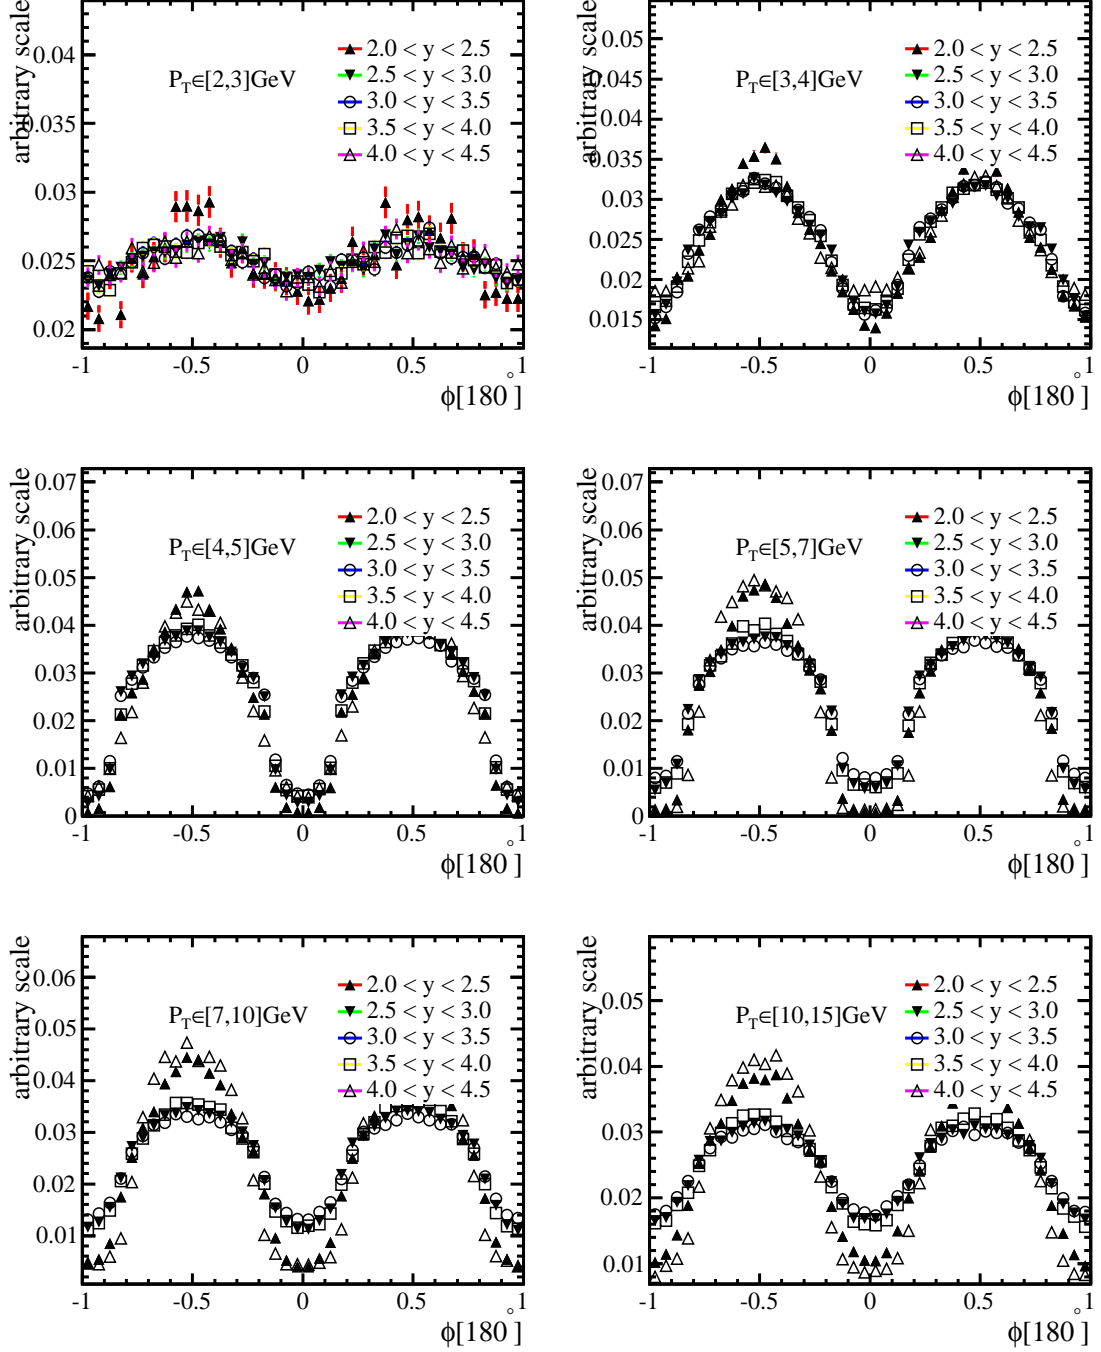 arbitrary scale
P_T∈[2,3]GeV
2.0 < y < 2.5
2.5 < y < 3.0
3.0 < y < 3.5
3.5 < y < 4.0
4.0 < y < 4.5
0.04
0.035
0.03
0.025
0.02
-1 -0.5 0 0.5 1
ϕ[180°]
arbitrary scale
P_T∈[3,4]GeV
2.0 < y < 2.5
2.5 < y < 3.0
3.0 < y < 3.5
3.5 < y < 4.0
4.0 < y < 4.5
0.05
0.045
0.04
0.035
0.03
0.025
0.02
0.015
-1 -0.5 0 0.5 1
ϕ[180°]
arbitrary scale
P_T∈[4,5]GeV
2.0 < y < 2.5
2.5 < y < 3.0
3.0 < y < 3.5
3.5 < y < 4.0
4.0 < y < 4.5
0.07
0.06
0.05
0.04
0.03
0.02
0.01
0
-1 -0.5 0 0.5 1
ϕ[180°]
arbitrary scale
P_T∈[5,7]GeV
2.0 < y < 2.5
2.5 < y < 3.0
3.0 < y < 3.5
3.5 < y < 4.0
4.0 < y < 4.5
0.07
0.06
0.05
0.04
0.03
0.02
0.01
0
-1 -0.5 0 0.5 1
ϕ[180°]
arbitrary scale
P_T∈[7,10]GeV
2.0 < y < 2.5
2.5 < y < 3.0
3.0 < y < 3.5
3.5 < y < 4.0
4.0 < y < 4.5
0.06
0.05
0.04
0.03
0.02
0.01
-1 -0.5 0 0.5 1
ϕ[180°]
arbitrary scale
P_T∈[10,15]GeV
2.0 < y < 2.5
2.5 < y < 3.0
3.0 < y < 3.5
3.5 < y < 4.0
4.0 < y < 4.5
0.05
0.04
0.03
0.02
0.01
-1 -0.5 0 0.5 1
ϕ[180°]